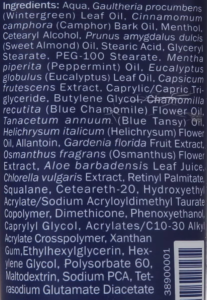 Ingredients: Aqua, Gaultheria procumbens
(Wintergreen) Leaf Oil, Cinnamomum
camphora (Camphor) Bark Oil, Menthol,
Cetearyl Alcohol, Prunus amygdalus dulcis
(Sweet Almond) Oil, Stearic Acid, Glyceryl
Stearate, PEG-100 Stearate, Mentha
piperita (Peppermint) Oil, Eucalyptus
globulus (Eucalyptus) Leaf Oil, Capsicum
frutescens Extract, Caprylic/Capric Tri-
glyceride, Butylene Glycol, Chamomilla
recutita (Blue Chamomile) Flower Oil,
Tanacetum annuum (Blue Tansy) Oil,
Helichrysum italicum (Helichrysum) Flower
Oil, Allantoin, Gardenia florida Fruit Extract,
Osmanthus fragrans (Osmanthus) Flower
Extract, Aloe barbadensis Leaf Juice,
Chlorella vulgaris Extract, Retinyl Palmitate,
Squalane, Ceteareth-20, Hydroxyethyl
Acrylate/Sodium Acryloyldimethyl Taurate
Copolymer, Dimethicone, Phenoxyethanol,
Caprylyl Glycol, Acrylates/C10-30 Alkyl
Acrylate Crosspolymer, Xanthan
Gum, Ethylhexylglycerin, Hex-
ylene Glycol, Polysorbate 60,
Maltodextrin, Sodium PCA, Tet-
rasodium Glutamate Diacetate
38900001